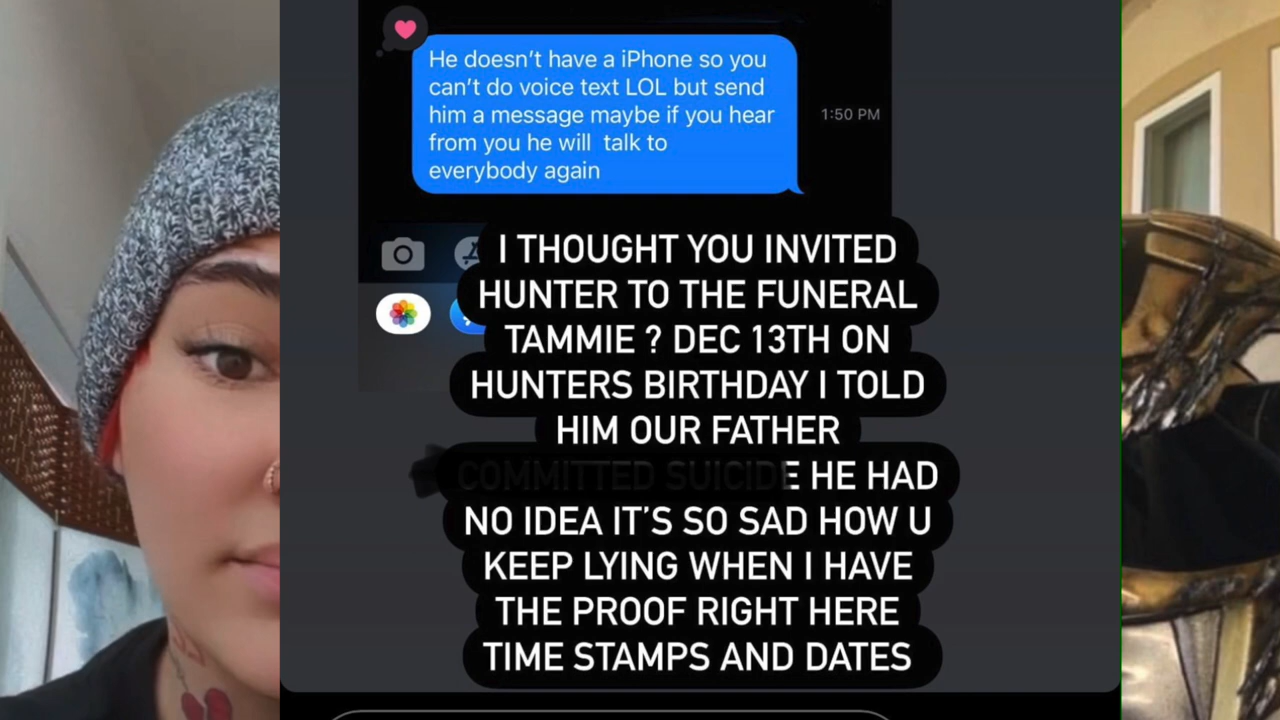 He doesn’t have a iPhone so you
can’t do voice text LOL but send
him a message maybe if you hear
from you he will  talk to
everybody again
1:50 PM
I THOUGHT YOU INVITED
HUNTER TO THE FUNERAL
TAMMIE ? DEC 13TH ON
HUNTERS BIRTHDAY I TOLD
HIM OUR FATHER
COMMITTED SUICIDE HE HAD
NO IDEA IT’S SO SAD HOW U
KEEP LYING WHEN I HAVE
THE PROOF RIGHT HERE
TIME STAMPS AND DATES